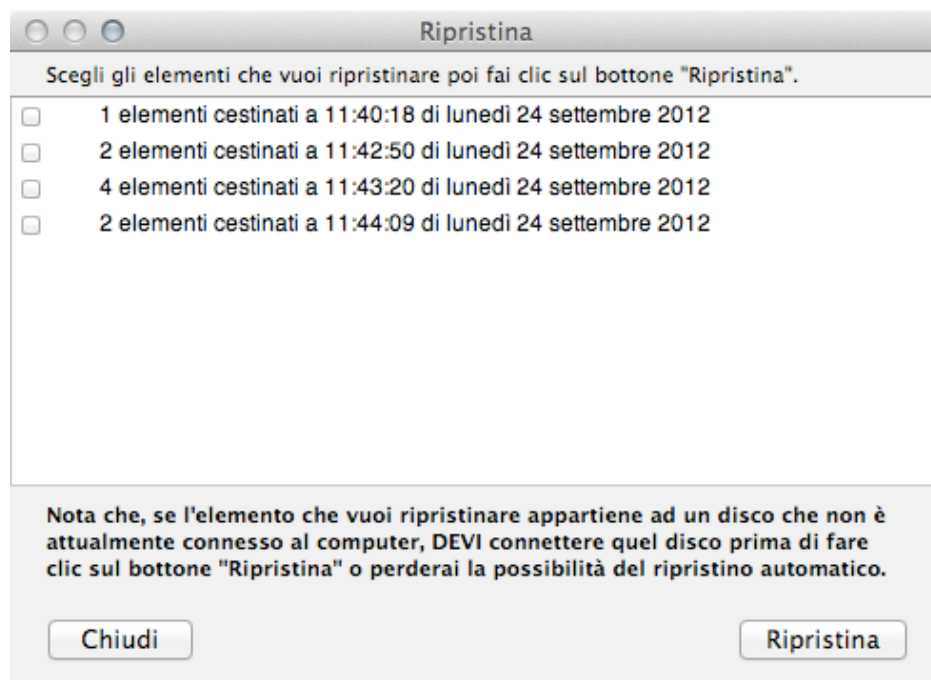 Ripristina
Scegli gli elementi che vuoi ripristinare poi fai clic sul bottone "Ripristina".
1 elementi cestinati a 11:40:18 di lunedì 24 settembre 2012
2 elementi cestinati a 11:42:50 di lunedì 24 settembre 2012
4 elementi cestinati a 11:43:20 di lunedì 24 settembre 2012
2 elementi cestinati a 11:44:09 di lunedì 24 settembre 2012
Nota che, se l'elemento che vuoi ripristinare appartiene ad un disco che non è
attualmente connesso al computer, DEVI connettere quel disco prima di fare
clic sul bottone "Ripristina" o perderai la possibilità del ripristino automatico.
Chiudi
Ripristina